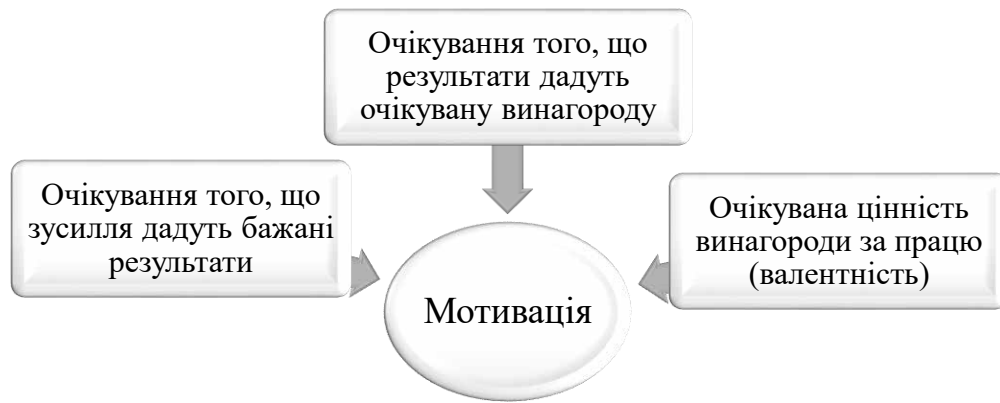 Очікування того, що
результати дадуть
очікувану винагороду
Очікування того, що
зусилля дадуть бажані
результати
Очікувана цінність
винагороди за працю
(валентність)
Мотивація